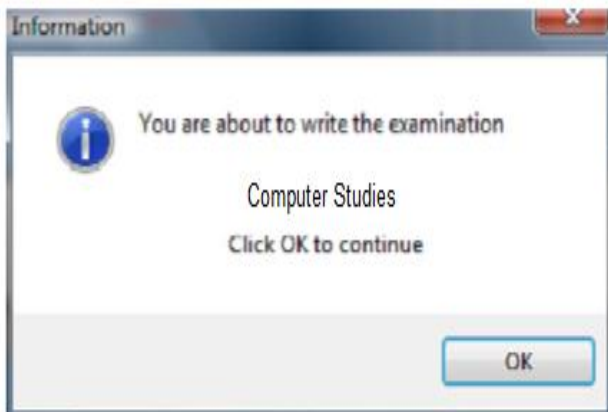 Information
You are about to write the examination
Computer Studies
Click OK to continue
OK